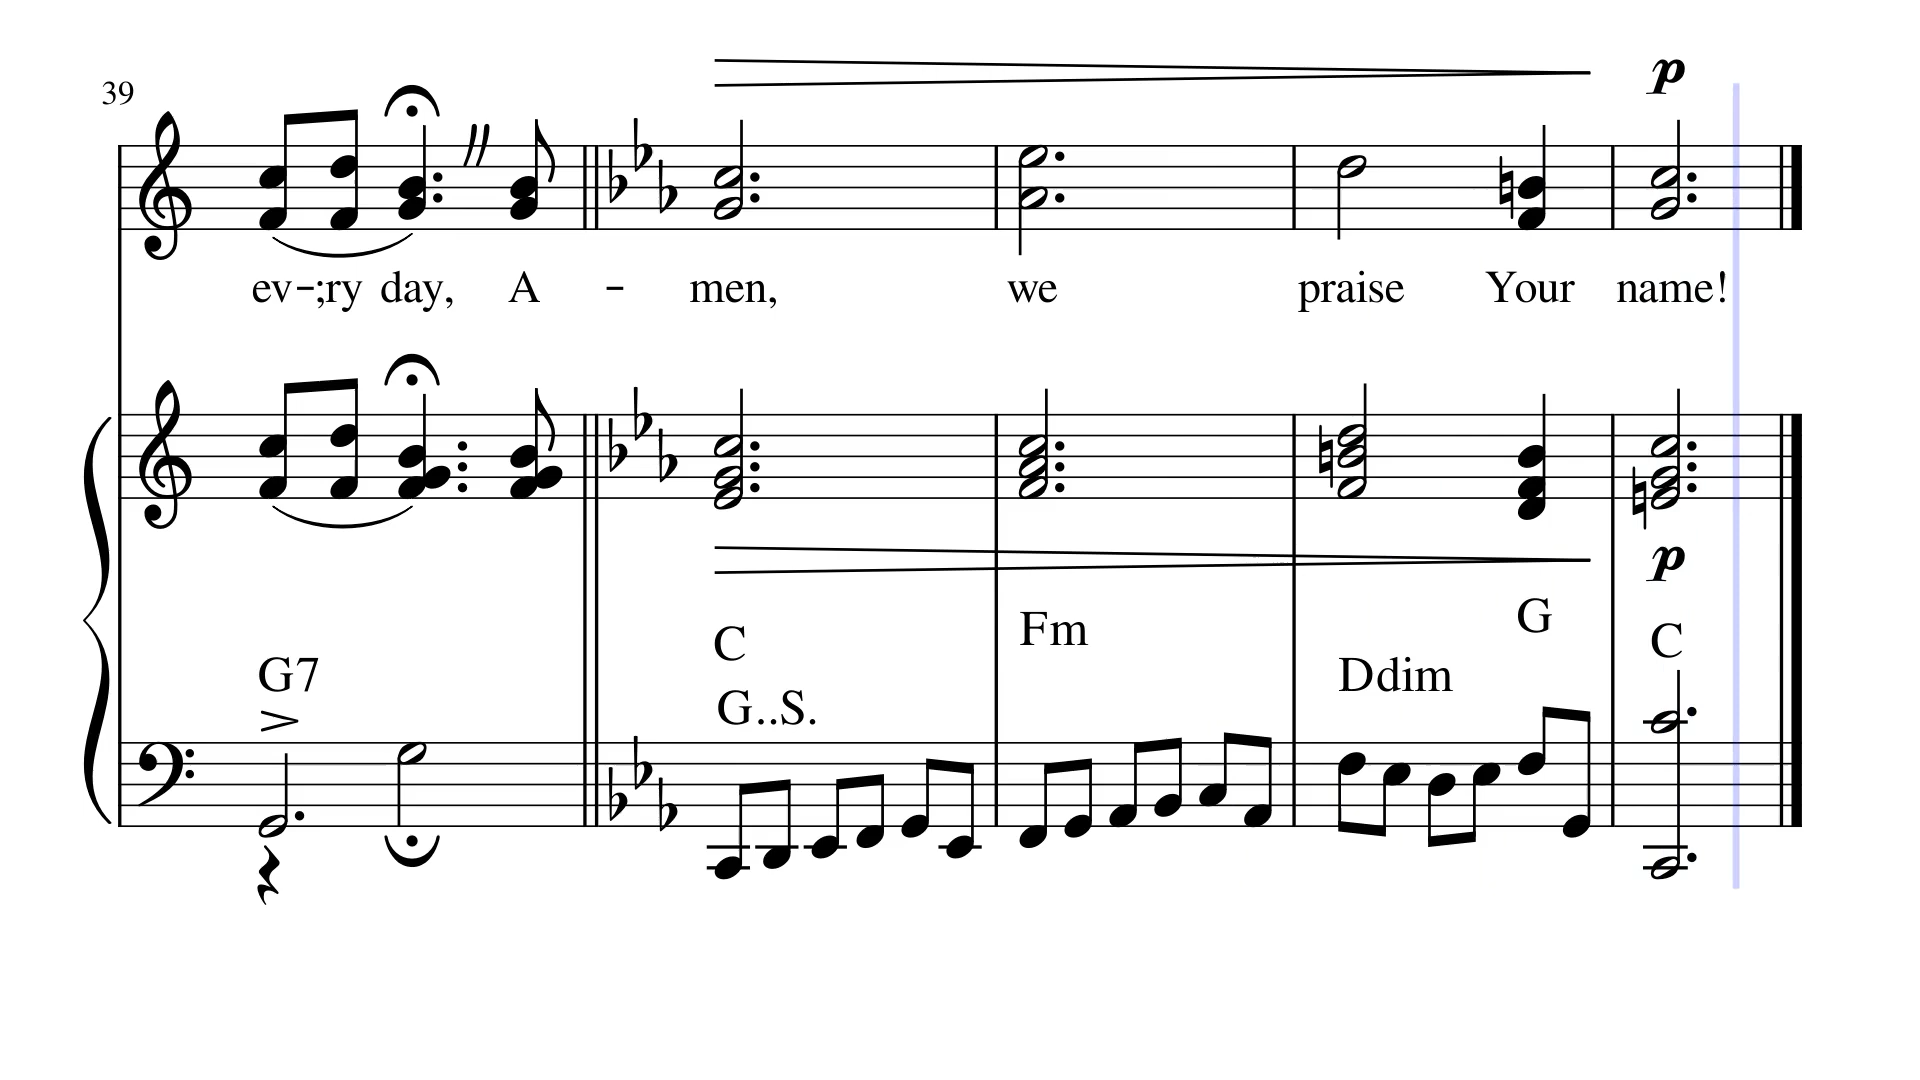 39
p
ev-;ry day, A - men, we praise Your name!
p
G7 C Fm Ddim G C
G..S.